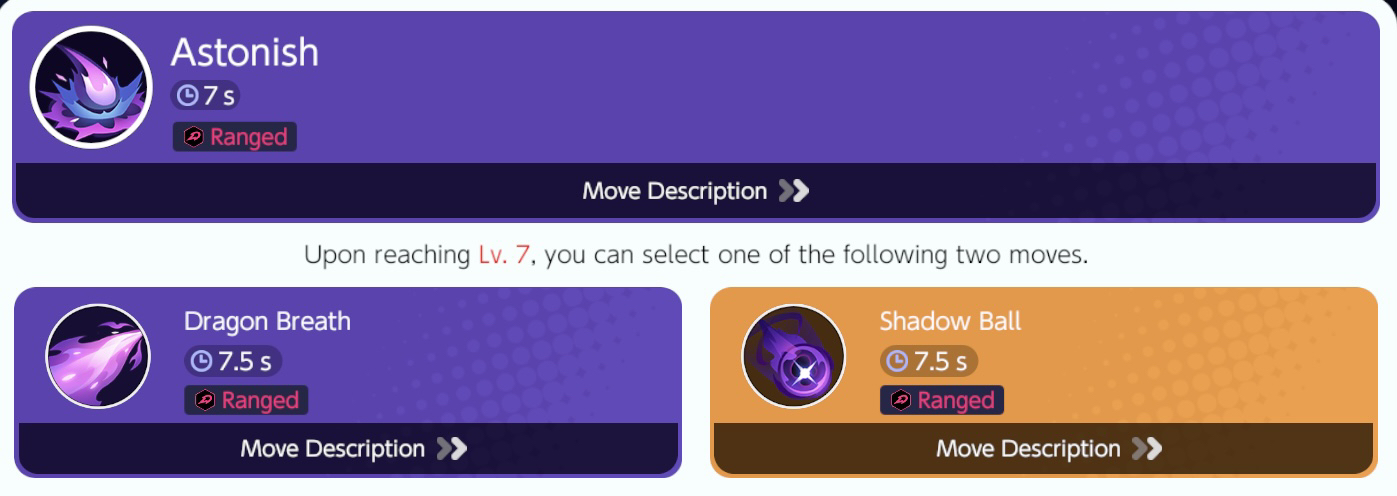 Astonish
7 s
Ranged
Move Description
Upon reaching Lv. 7, you can select one of the following two moves.
Dragon Breath
7.5 s
Ranged
Move Description
Shadow Ball
7.5 s
Ranged
Move Description